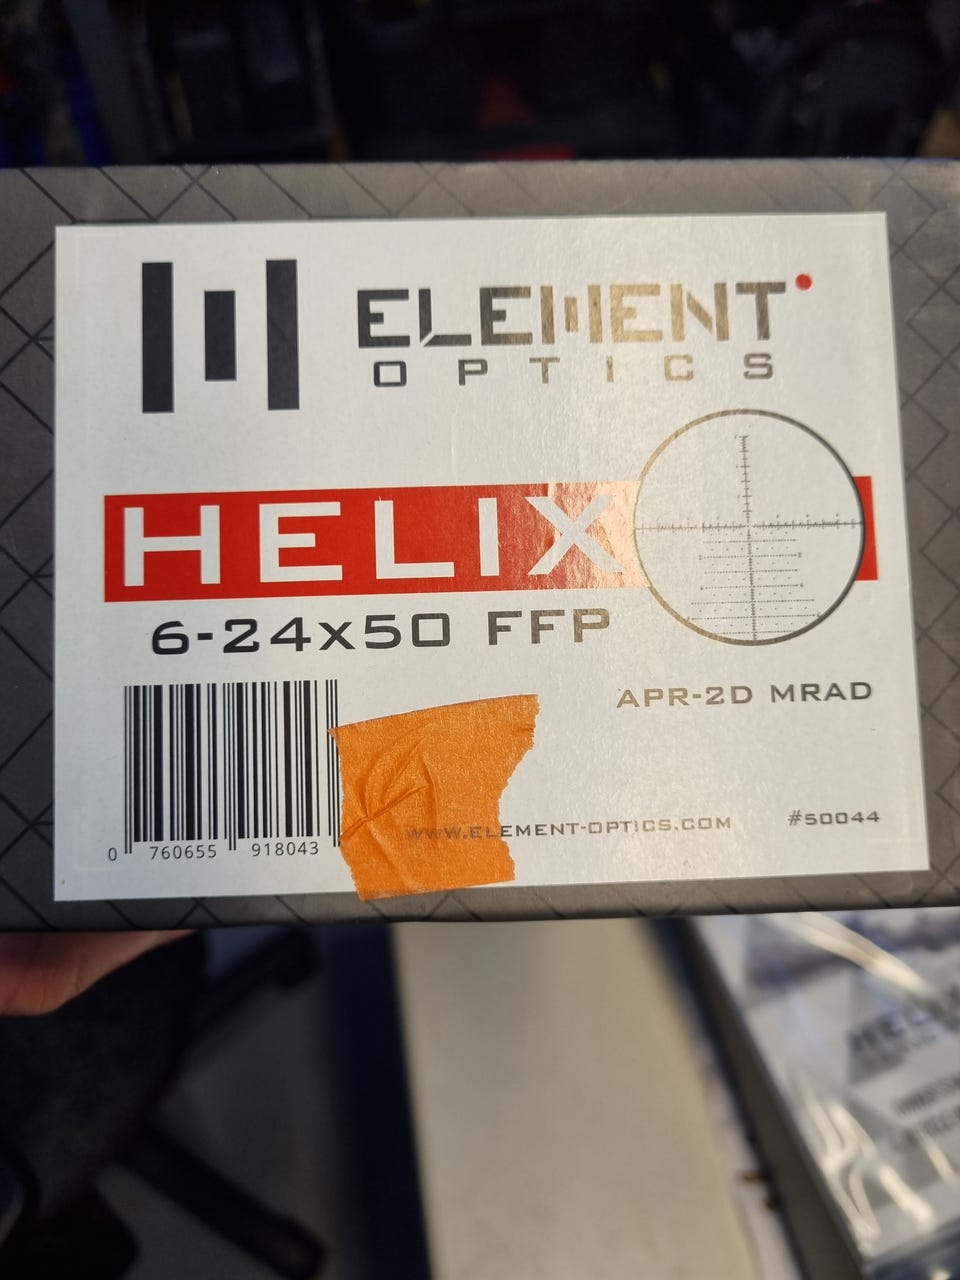 ELEMENT
OPTICS
HELIX
6-24x50 FFP
APR-2D MRAD
0 760655 918043
WWW.ELEMENT-OPTICS.COM
#50044